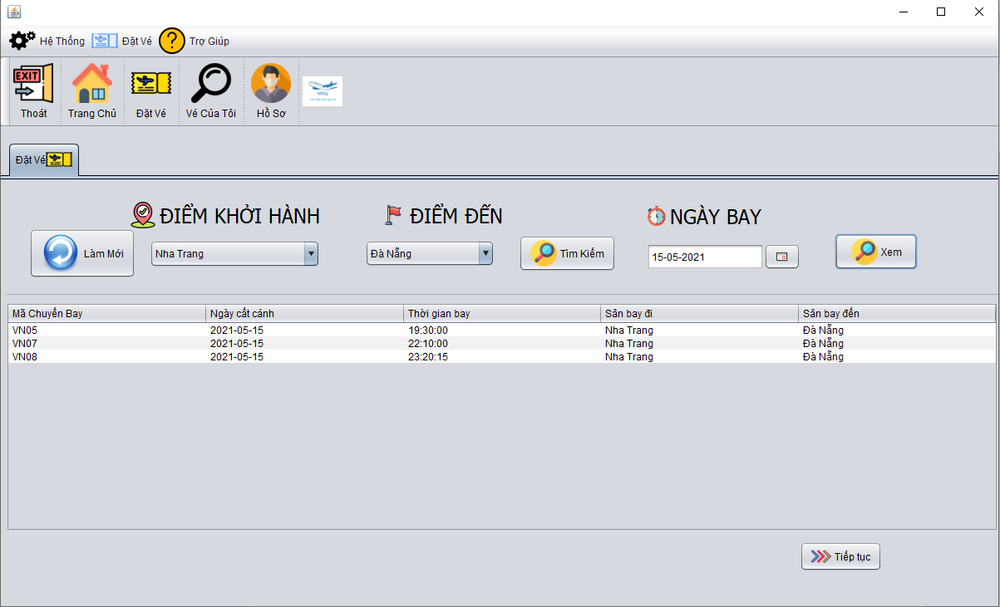 Hệ Thống Đặt Vé ? Trợ Giúp
EXIT
Thoát Trang Chủ Đặt Vé Vé Của Tôi Hồ Sơ
VIVU
Đặt Vé
ĐIỂM KHỞI HÀNH ĐIỂM ĐẾN NGÀY BAY
Làm Mới Nha Trang Đà Nẵng Tìm Kiếm 15-05-2021 Xem
Mã Chuyến Bay Ngày cất cánh Thời gian bay Sân bay đi Sân bay đến
VN05 2021-05-15 19:30:00 Nha Trang Đà Nẵng
VN07 2021-05-15 22:10:00 Nha Trang Đà Nẵng
VN08 2021-05-15 23:20:15 Nha Trang Đà Nẵng
Tiếp tục